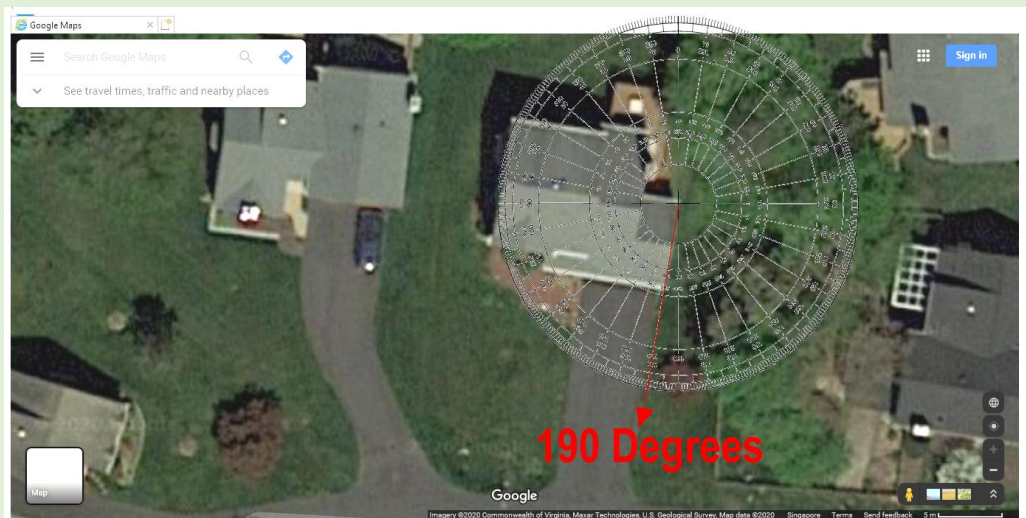 Google Maps
Search Google Maps
Sign in
See travel times, traffic and nearby places
190 Degrees
Map
Google
Imagery ©2020 Commonwealth of Virginia, Maxar Technologies, U.S. Geological Survey, Map data ©2020 Singapore Terms Send feedback 5 m